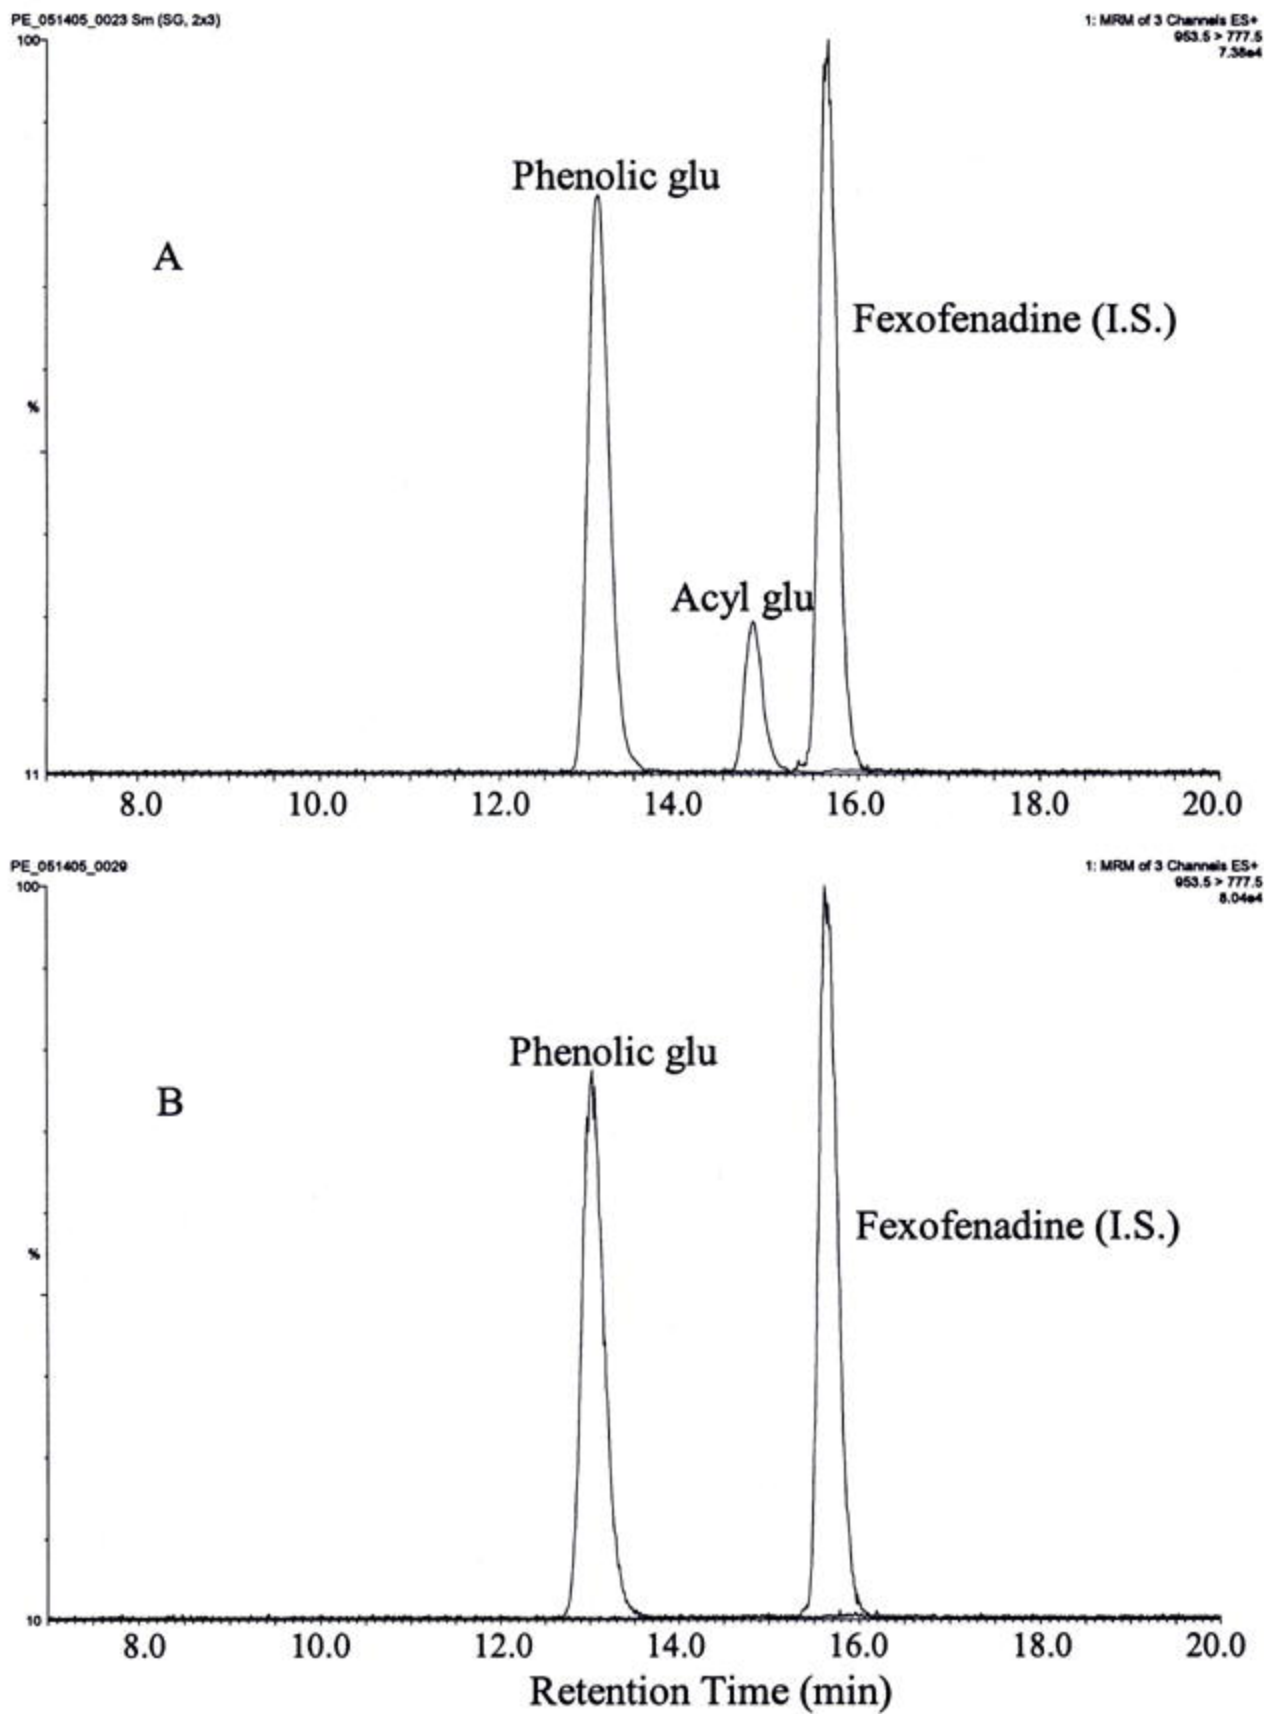 PE_051405_0023 Sm (SG, 2x3)
1: MRM of 3 Channels ES+
953.5 > 777.5
7.38e4
100
Phenolic glu
A
Fexofenadine (I.S.)
%
Acyl glu
11
8.0 10.0 12.0 14.0 16.0 18.0 20.0
PE_051405_0029
1: MRM of 3 Channels ES+
953.5 > 777.5
8.04e4
100
Phenolic glu
B
Fexofenadine (I.S.)
%
10
8.0 10.0 12.0 14.0 16.0 18.0 20.0
Retention Time (min)